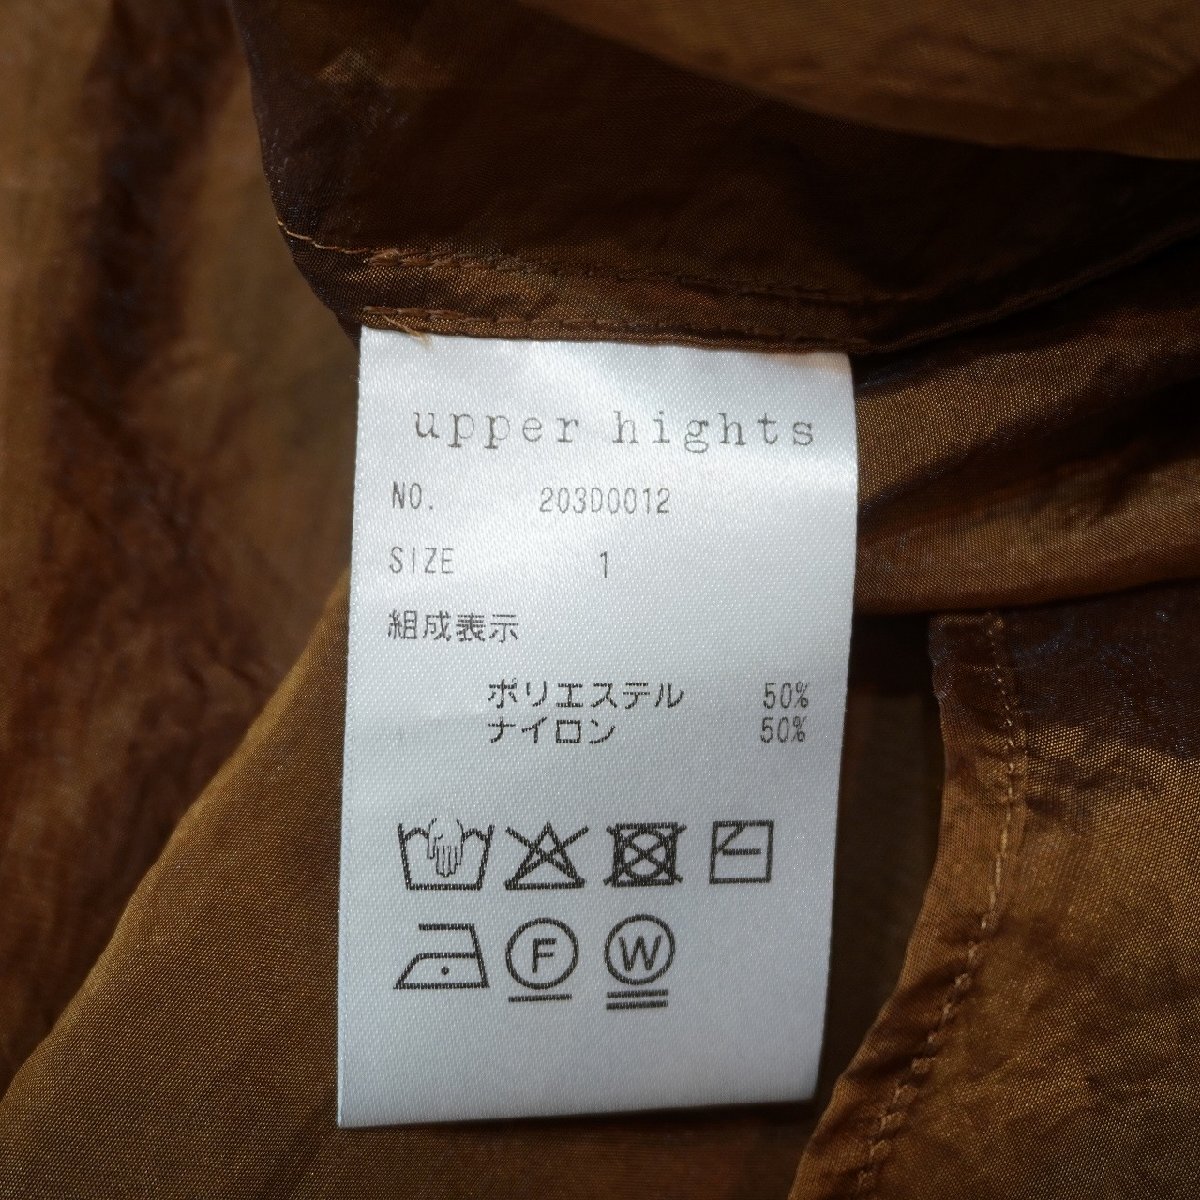 upper hights
NO. 203D0012
SIZE 1
組成表示
ポリエステル 50%
ナイロン 50%
F W